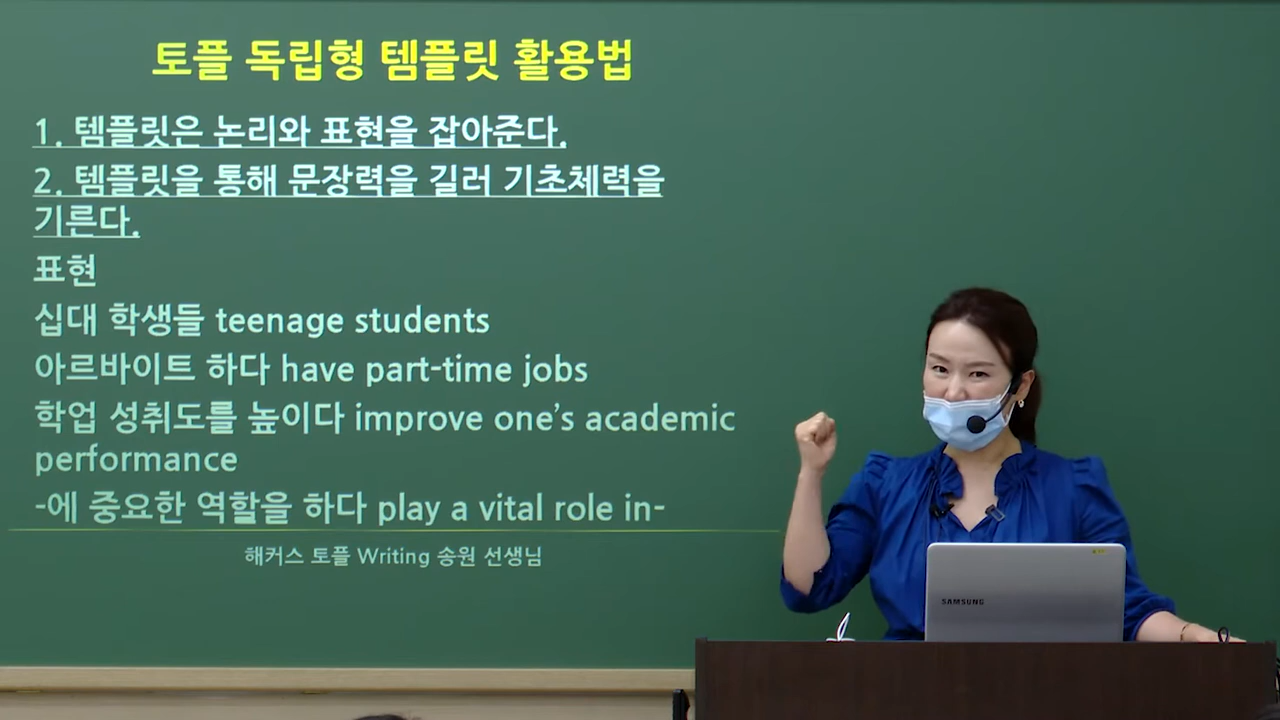 토플 독립형 템플릿 활용법
1. 템플릿은 논리와 표현을 잡아준다.
2. 템플릿을 통해 문장력을 길러 기초체력을
기른다.
표현
십대 학생들 teenage students
아르바이트 하다 have part-time jobs
학업 성취도를 높이다 improve one’s academic
performance
-에 중요한 역할을 하다 play a vital role in-
해커스 토플 Writing 송원 선생님
SAMSUNG